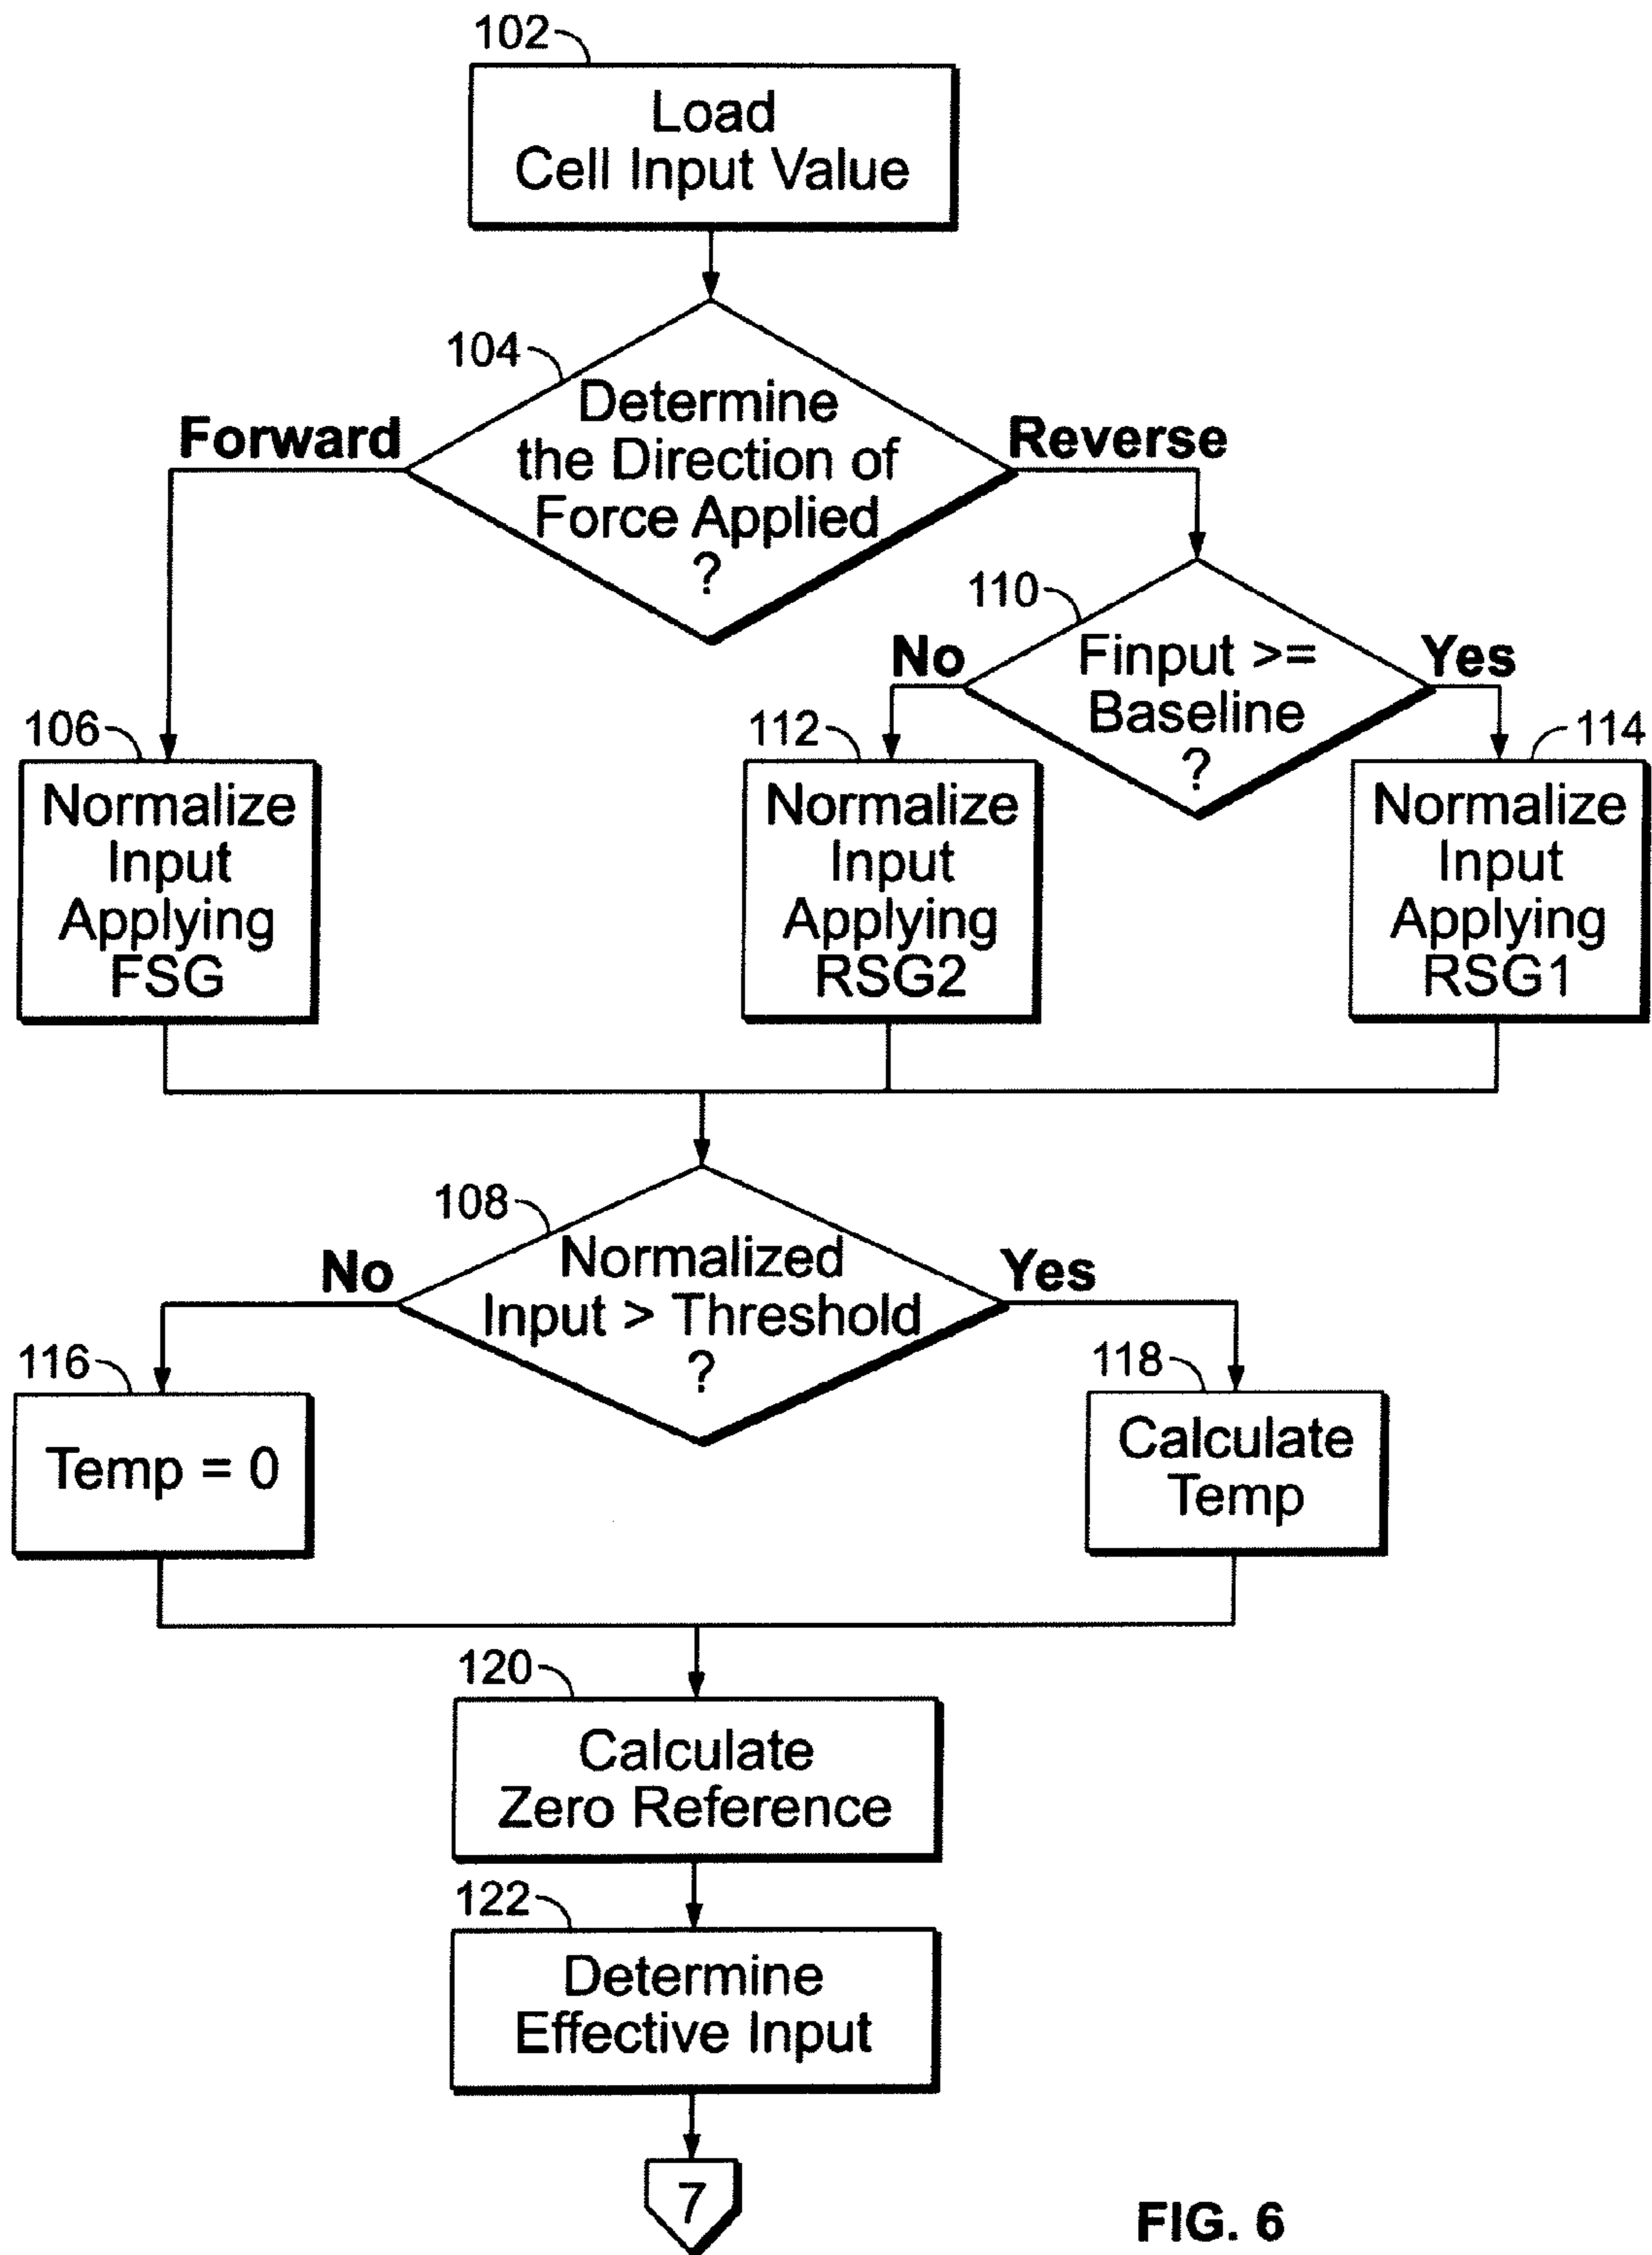 102
Load
Cell Input Value
104
Determine
the Direction of
Force Applied
?
Forward
Reverse
110
Finput >=
Baseline
?
No
Yes
106
Normalize
Input
Applying
FSG
112
Normalize
Input
Applying
RSG2
114
Normalize
Input
Applying
RSG1
108
Normalized
Input > Threshold
?
No
Yes
116
Temp = 0
118
Calculate
Temp
120
Calculate
Zero Reference
122
Determine
Effective Input
7
FIG. 6